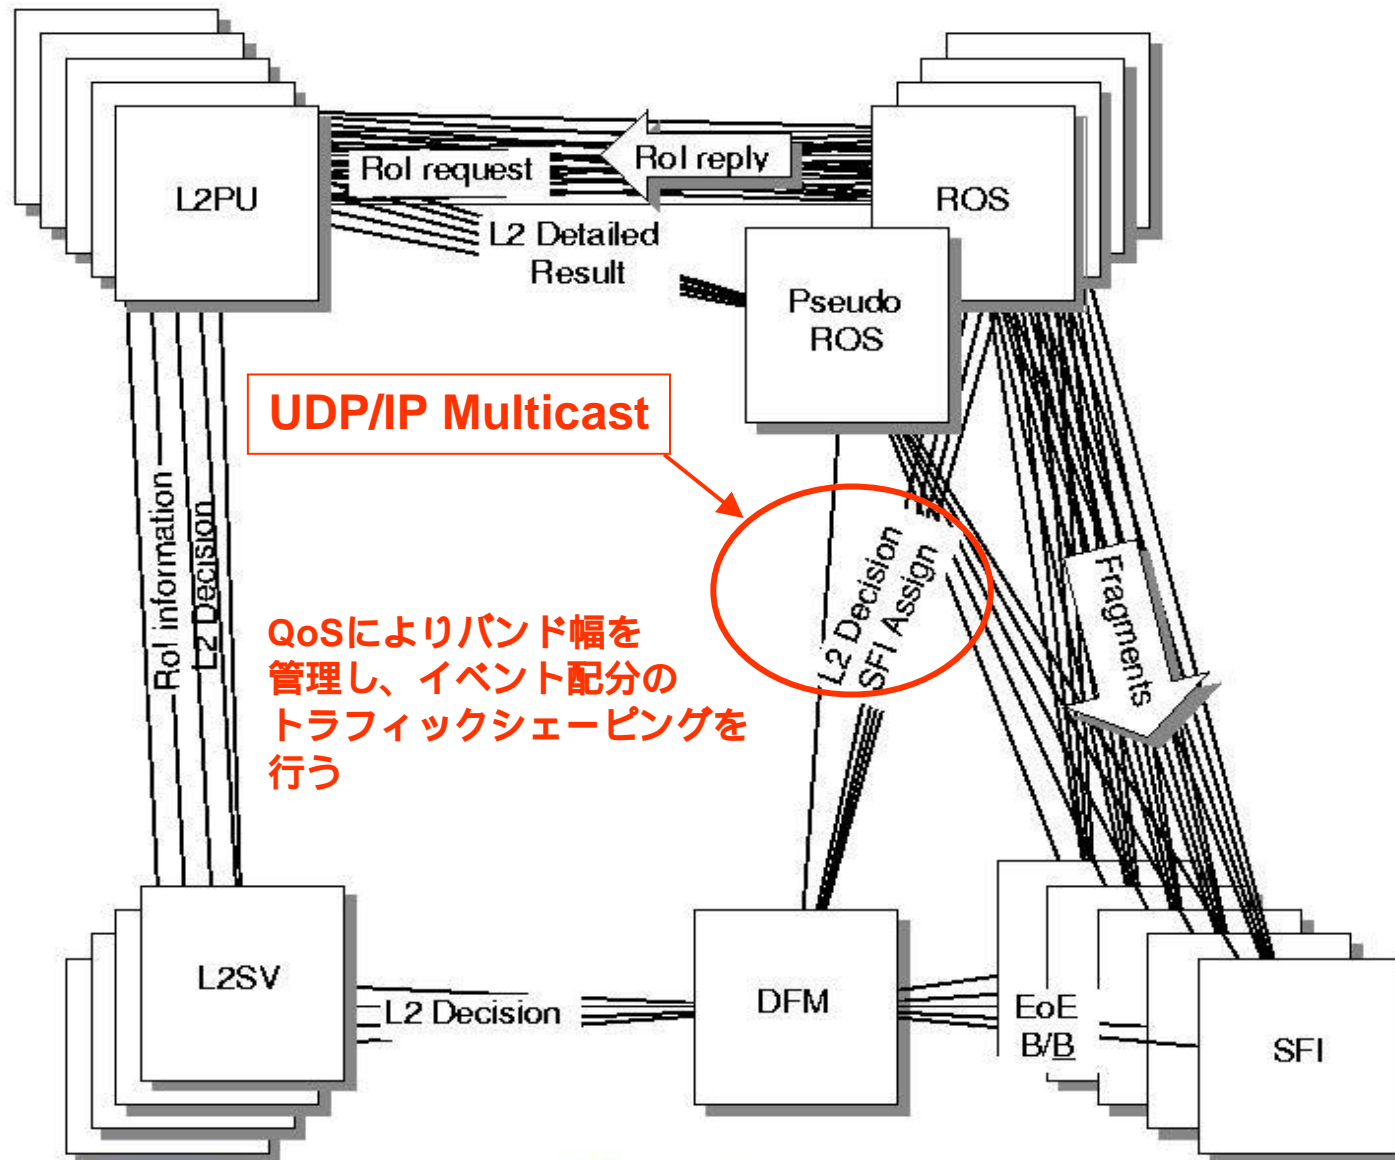 L2PU
RoI request
RoI reply
ROS
L2 Detailed
Result
Pseudo
ROS
UDP/IP Multicast
RoI information
L2 Decision
L2 Decision
SFI Assign
Fragments
QoSによりバンド幅を
管理し、イベント配分の
トラフィックシェーピングを
行う
L2SV
L2 Decision
DFM
EoE
B/B
SFI